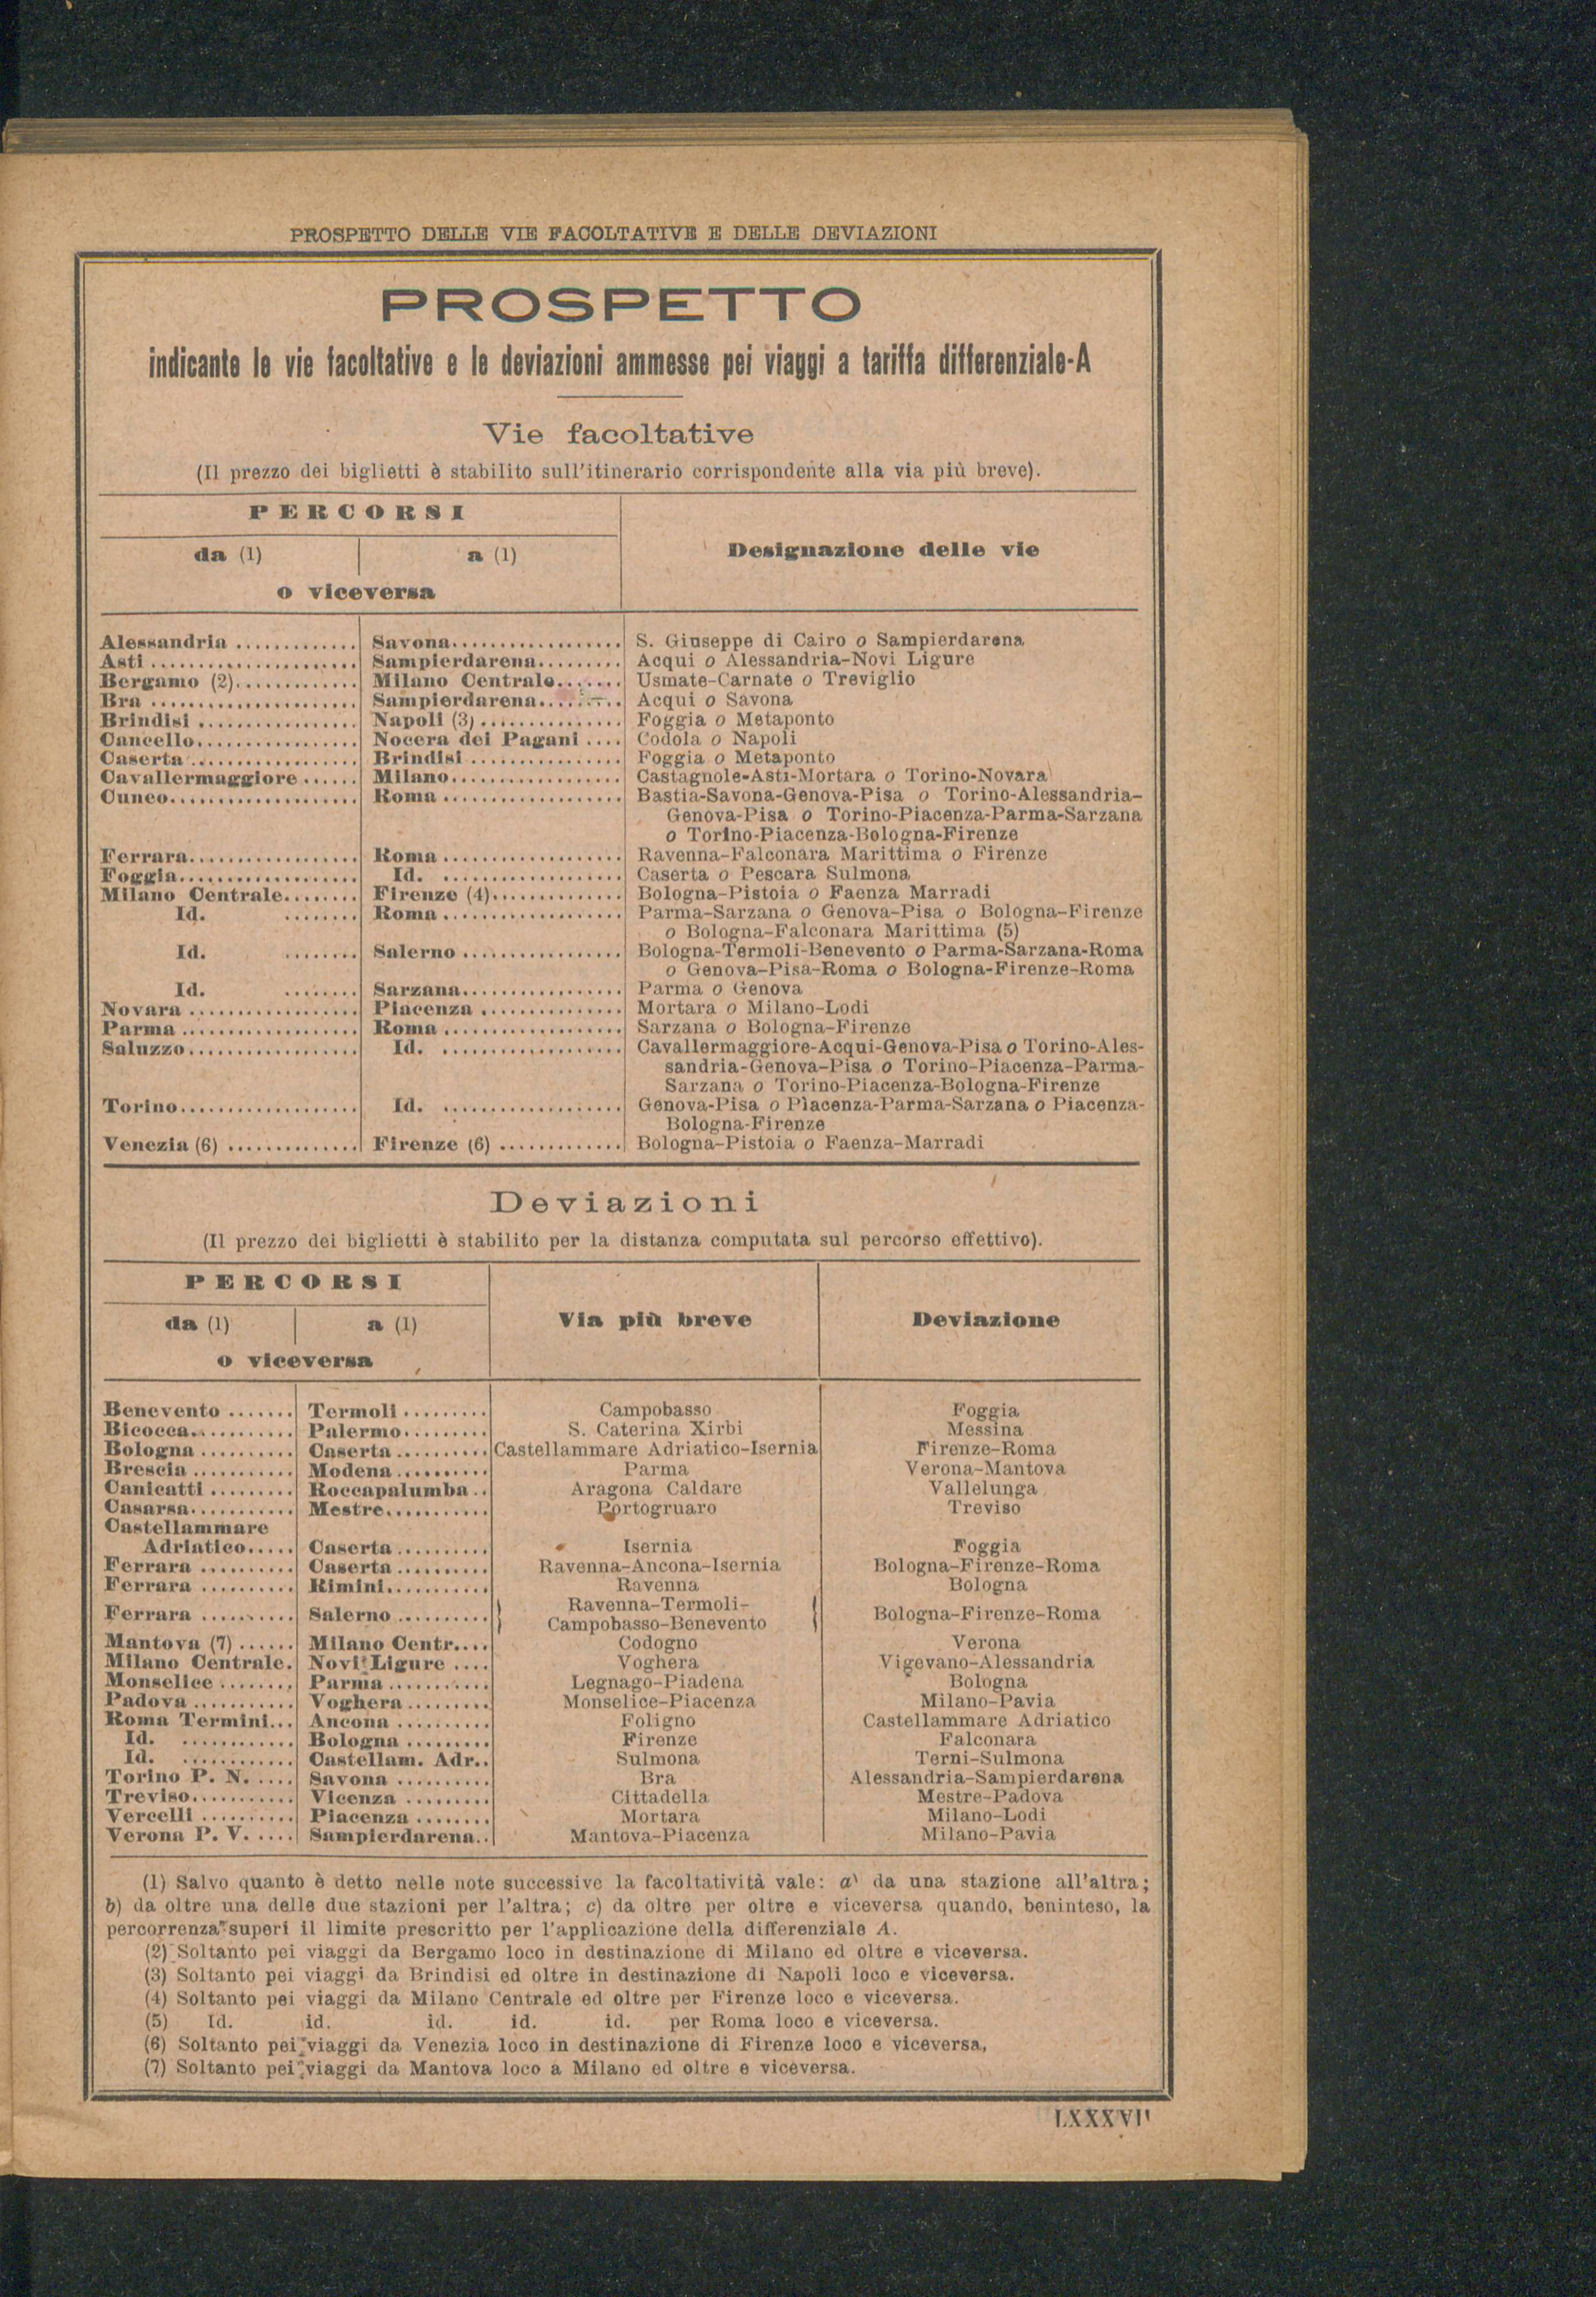 PROSPETTO DELLE VIE FACOLTATIVE E DELLE DEVIAZIONI
PROSPETTO
indicante le vie facoltative e le deviazioni ammesse pei viaggi a tariffa differenziale-A
Vie facoltative
(Il prezzo dei biglietti è stabilito sull'itinerario corrispondente alla via più breve).
PERCORSI
da (1) a (1) Designazione delle vie
o viceversa
Alessandria ............. Savona.................. S. Giuseppe di Cairo o Sampierdarena
Asti ...................... Sampierdarena......... Acqui o Alessandria-Novi Ligure
Bergamo (2)............. Milano Centrale....... Usmate-Carnate o Treviglio
Bra ...................... Sampierdarena......... Acqui o Savona
Brindisi ................. Napoli (3) ............... Foggia o Metaponto
Cancello................. Nocera dei Pagani .... Codola o Napoli
Caserta .................. Brindisi ................ Foggia o Metaponto
Cavallermaggiore ...... Milano.................. Castagnole-Asti-Mortara o Torino-Novara
Cuneo.................... Roma ................... Bastia-Savona-Genova-Pisa o Torino-Alessandria-
Genova-Pisa o Torino-Piacenza-Parma-Sarzana
o Torino-Piacenza-Bologna-Firenze
Ferrara.................. Roma ................... Ravenna-Falconara Marittima o Firenze
Foggia................... Id. ................... Caserta o Pescara Sulmona
Milano Centrale........ Firenze (4).............. Bologna-Pistoia o Faenza Marradi
Id. ........ Roma ................... Parma-Sarzana o Genova-Pisa o Bologna-Firenze
o Bologna-Falconara Marittima (5)
Id. ........ Salerno ................. Bologna-Termoli-Benevento o Parma-Sarzana-Roma
o Genova-Pisa-Roma o Bologna-Firenze-Roma
Id. ........ Sarzana................. Parma o Genova
Novara .................. Piacenza ............... Mortara o Milano-Lodi
Parma ................... Roma ................... Sarzana o Bologna-Firenze
Saluzzo.................. Id. ................... Cavallermaggiore-Acqui-Genova-Pisa o Torino-Ales-
sandria-Genova-Pisa o Torino-Piacenza-Parma-
Sarzana o Torino-Piacenza-Bologna-Firenze
Torino................... Id. ................... Genova-Pisa o Piacenza-Parma-Sarzana o Piacenza-
Bologna-Firenze
Venezia (6) .............. Firenze (6) ............. Bologna-Pistoia o Faenza-Marradi
Deviazioni
(Il prezzo dei biglietti è stabilito per la distanza computata sul percorso effettivo).
PERCORSI
da (1) a (1) Via più breve Deviazione
o viceversa
Benevento ....... Termoli ......... Campobasso Foggia
Bicocca........... Palermo......... S. Caterina Xirbi Messina
Bologna .......... Caserta .......... Castellammare Adriatico-Isernia Firenze-Roma
Brescia ........... Modena .......... Parma Verona-Mantova
Canicatti ......... Roccapalumba .. Aragona Caldare Vallelunga
Casarsa........... Mestre........... Portogruaro Treviso
Castellammare
Adriatico..... Caserta .......... Isernia Foggia
Ferrara .......... Caserta .......... Ravenna-Ancona-Isernia Bologna-Firenze-Roma
Ferrara .......... Rimini........... Ravenna Bologna
Ferrara .......... Salerno .......... Ravenna-Termoli-
Campobasso-Benevento Bologna-Firenze-Roma
Mantova (7) ...... Milano Centr.... Codogno Verona
Milano Centrale. Novi Ligure .... Voghera Vigevano-Alessandria
Monselice ........ Parma ........... Legnago-Piadena Bologna
Padova ........... Voghera ......... Monselice-Piacenza Milano-Pavia
Roma Termini... Ancona .......... Foligno Castellammare Adriatico
Id. ............ Bologna ......... Firenze Falconara
Id. ............ Castellam. Adr.. Sulmona Terni-Sulmona
Torino P. N. .... Savona .......... Bra Alessandria-Sampierdarena
Treviso........... Vicenza ......... Cittadella Mestre-Padova
Vercelli .......... Piacenza ........ Mortara Milano-Lodi
Verona P. V. .... Sampierdarena.. Mantova-Piacenza Milano-Pavia
(1) Salvo quanto è detto nelle note successive la facoltatività vale: a) da una stazione all'altra;
b) da oltre una delle due stazioni per l'altra; c) da oltre per oltre e viceversa quando, beninteso, la
percorrenza superi il limite prescritto per l'applicazione della differenziale A.
(2) Soltanto pei viaggi da Bergamo loco in destinazione di Milano ed oltre e viceversa.
(3) Soltanto pei viaggi da Brindisi ed oltre in destinazione di Napoli loco e viceversa.
(4) Soltanto pei viaggi da Milano Centrale ed oltre per Firenze loco e viceversa.
(5) Id. id. id. id. id. per Roma loco e viceversa.
(6) Soltanto pei viaggi da Venezia loco in destinazione di Firenze loco e viceversa,
(7) Soltanto pei viaggi da Mantova loco a Milano ed oltre e viceversa.
LXXXVII